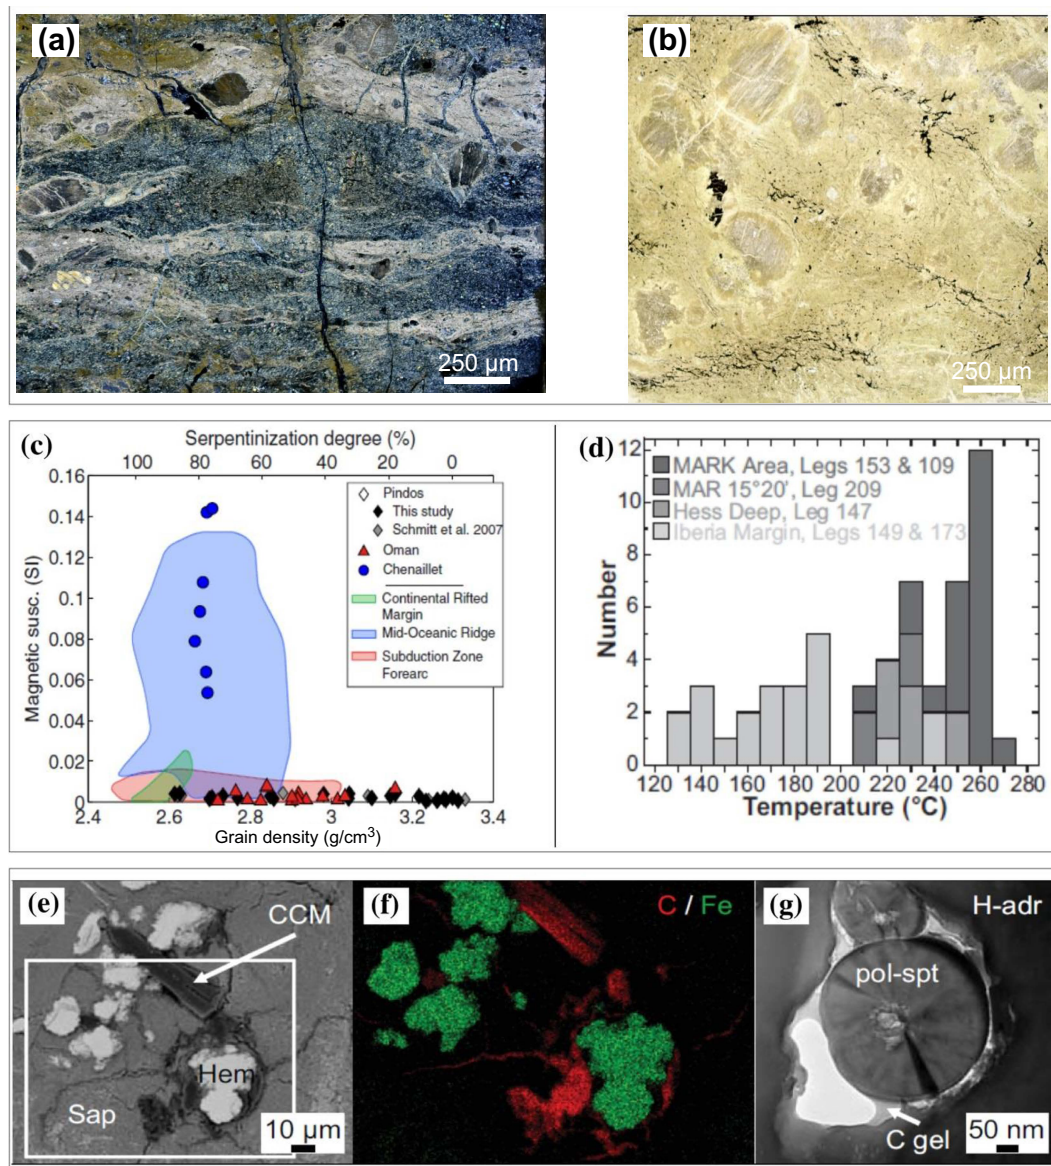 (a)
250 µm
(b)
250 µm
(c)
Serpentinization degree (%)
100 80 60 40 20 0
Magnetic susc. (SI)
0.16
0.14
0.12
0.1
0.08
0.06
0.04
0.02
0
2.4 2.6 2.8 3 3.2 3.4
Grain density (g/cm³)
Pindos
This study
Schmitt et al. 2007
Oman
Chenaillet
Continental Rifted
Margin
Mid-Oceanic Ridge
Subduction Zone
Forearc
(d)
Number
12
10
8
6
4
2
0
MARK Area, Legs 153 & 109
MAR 15°20', Leg 209
Hess Deep, Leg 147
Iberia Margin, Legs 149 & 173
120 140 160 180 200 220 240 260 280
Temperature (°C)
(e)
CCM
Hem
Sap
10 µm
(f)
C / Fe
(g)
H-adr
pol-spt
C gel
50 nm